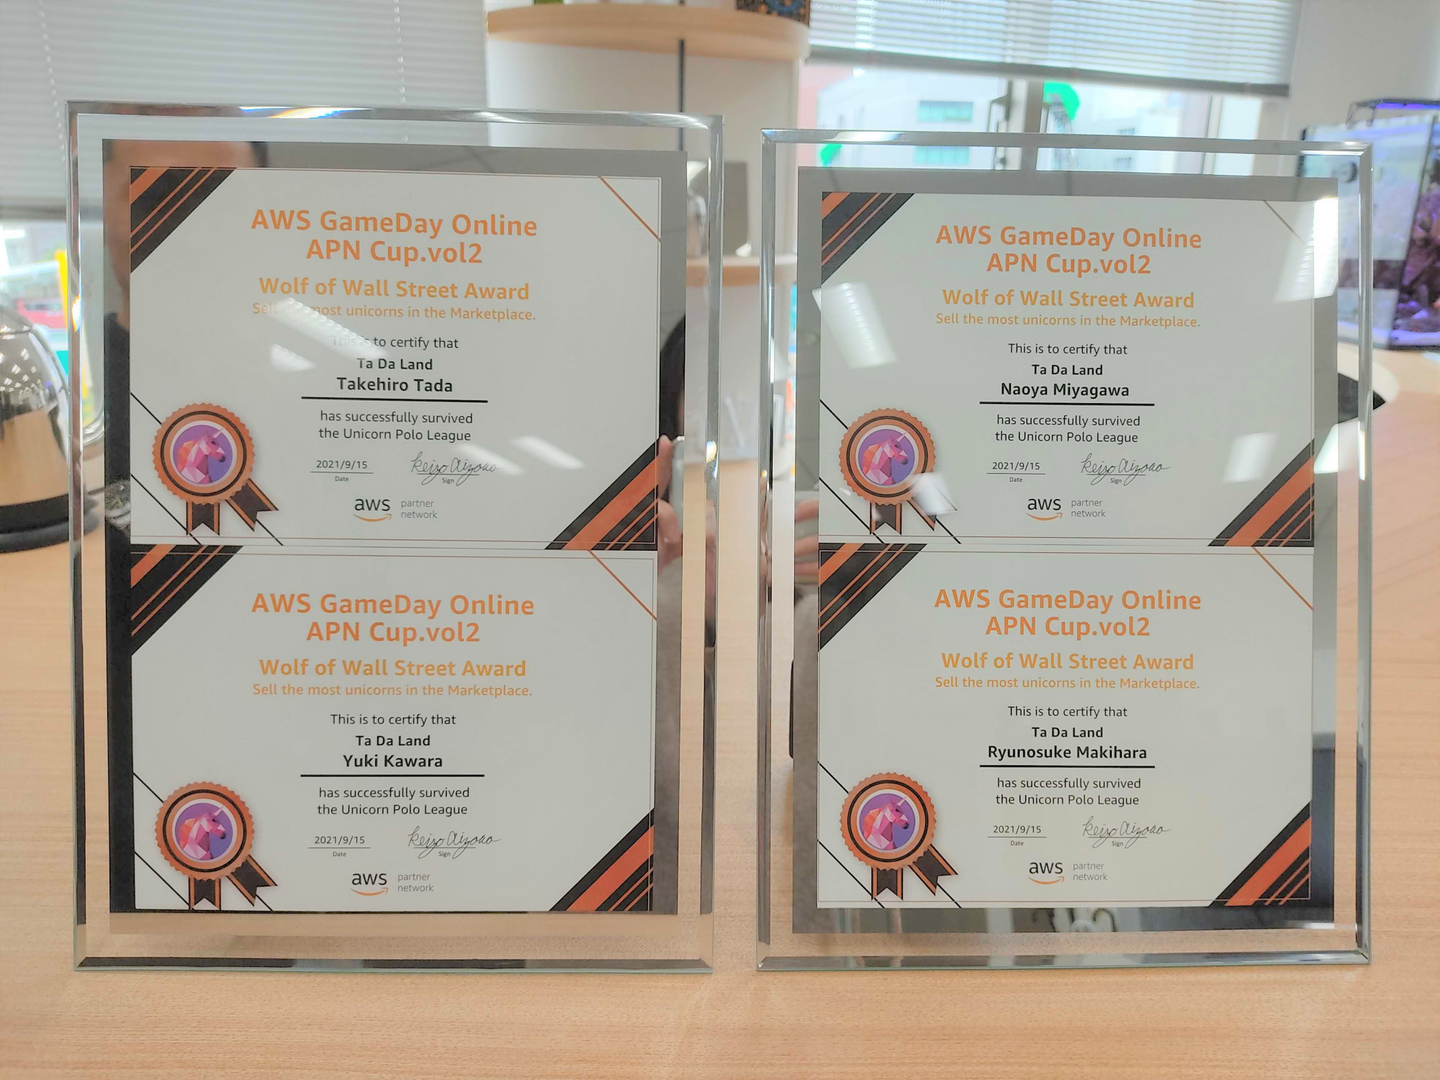 AWS GameDay Online
APN Cup.vol2
Wolf of Wall Street Award
Sell the most unicorns in the Marketplace.
This is to certify that
Ta Da Land
Takehiro Tada
has successfully survived
the Unicorn Polo League
2021/9/15
Date
Sign
aws partner
network
AWS GameDay Online
APN Cup.vol2
Wolf of Wall Street Award
Sell the most unicorns in the Marketplace.
This is to certify that
Ta Da Land
Yuki Kawara
has successfully survived
the Unicorn Polo League
2021/9/15
Date
Sign
aws partner
network
AWS GameDay Online
APN Cup.vol2
Wolf of Wall Street Award
Sell the most unicorns in the Marketplace.
This is to certify that
Ta Da Land
Naoya Miyagawa
has successfully survived
the Unicorn Polo League
2021/9/15
Date
Sign
aws partner
network
AWS GameDay Online
APN Cup.vol2
Wolf of Wall Street Award
Sell the most unicorns in the Marketplace.
This is to certify that
Ta Da Land
Ryunosuke Makihara
has successfully survived
the Unicorn Polo League
2021/9/15
Date
Sign
aws partner
network